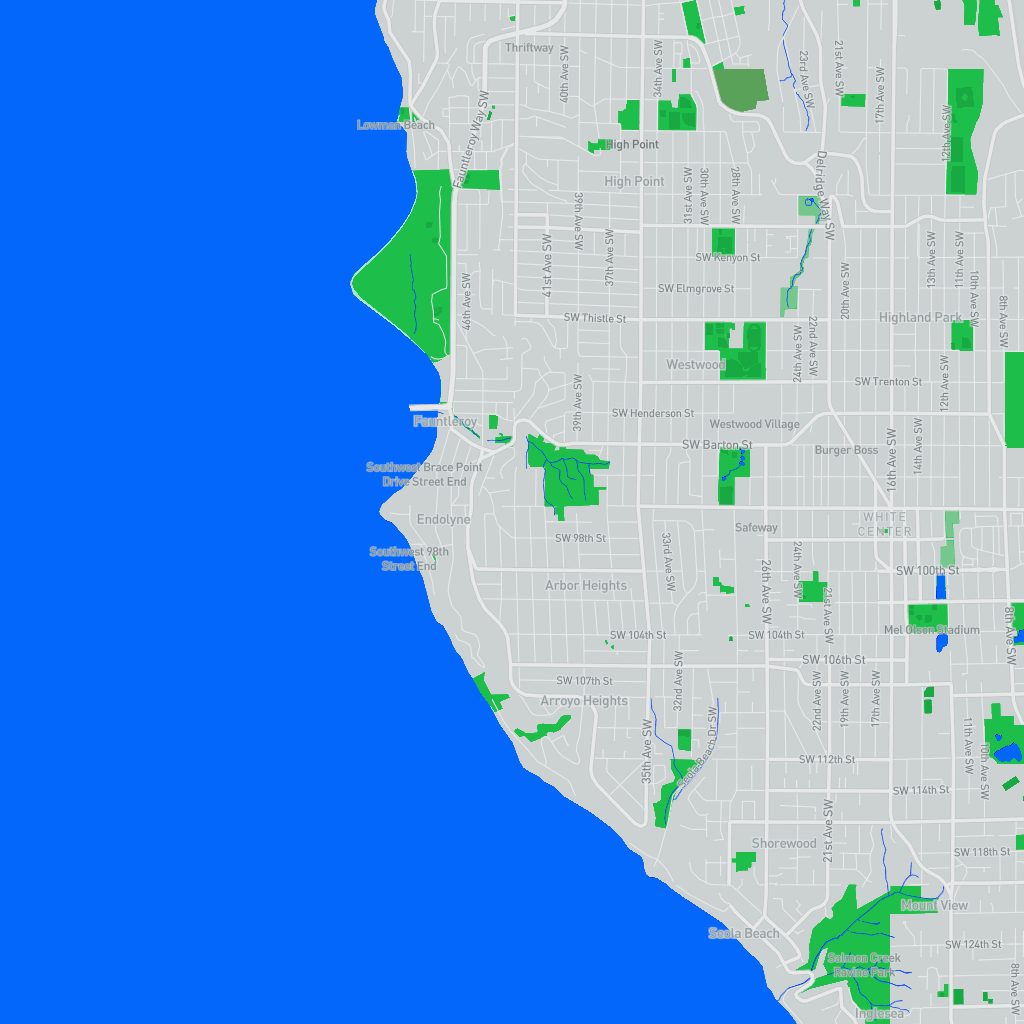 Thriftway
40th Ave SW
34th Ave SW
23rd Ave SW
21st Ave SW
17th Ave SW
Lowman Beach
Fauntleroy Way SW
High Point
12th Ave SW
High Point
Delridge Way SW
31st Ave SW
30th Ave SW
28th Ave SW
39th Ave SW
41st Ave SW
37th Ave SW
SW Kenyon St
13th Ave SW
11th Ave SW
10th Ave SW
8th Ave SW
46th Ave SW
SW Elmgrove St
20th Ave SW
SW Thistle St
Highland Park
24th Ave SW
22nd Ave SW
Westwood
39th Ave SW
SW Trenton St
12th Ave SW
SW Henderson St
Fauntleroy
Westwood Village
14th Ave SW
16th Ave SW
SW Barton St
Burger Boss
Southwest Brace Point
Drive Street End
Endolyne
WHITE
CENTER
Safeway
SW 98th St
Southwest 98th
Street End
33rd Ave SW
26th Ave SW
24th Ave SW
SW 100th St
Arbor Heights
21st Ave SW
8th Ave SW
SW 104th St
SW 104th St
Mel Olson Stadium
SW 106th St
SW 107th St
32nd Ave SW
22nd Ave SW
19th Ave SW
17th Ave SW
Arroyo Heights
35th Ave SW
Seola Beach Dr SW
11th Ave SW
10th Ave SW
SW 112th St
SW 114th St
21st Ave SW
Shorewood
SW 118th St
Mount View
Seola Beach
SW 124th St
Salmon Creek
Ravine Park
8th Ave SW
Inglesea